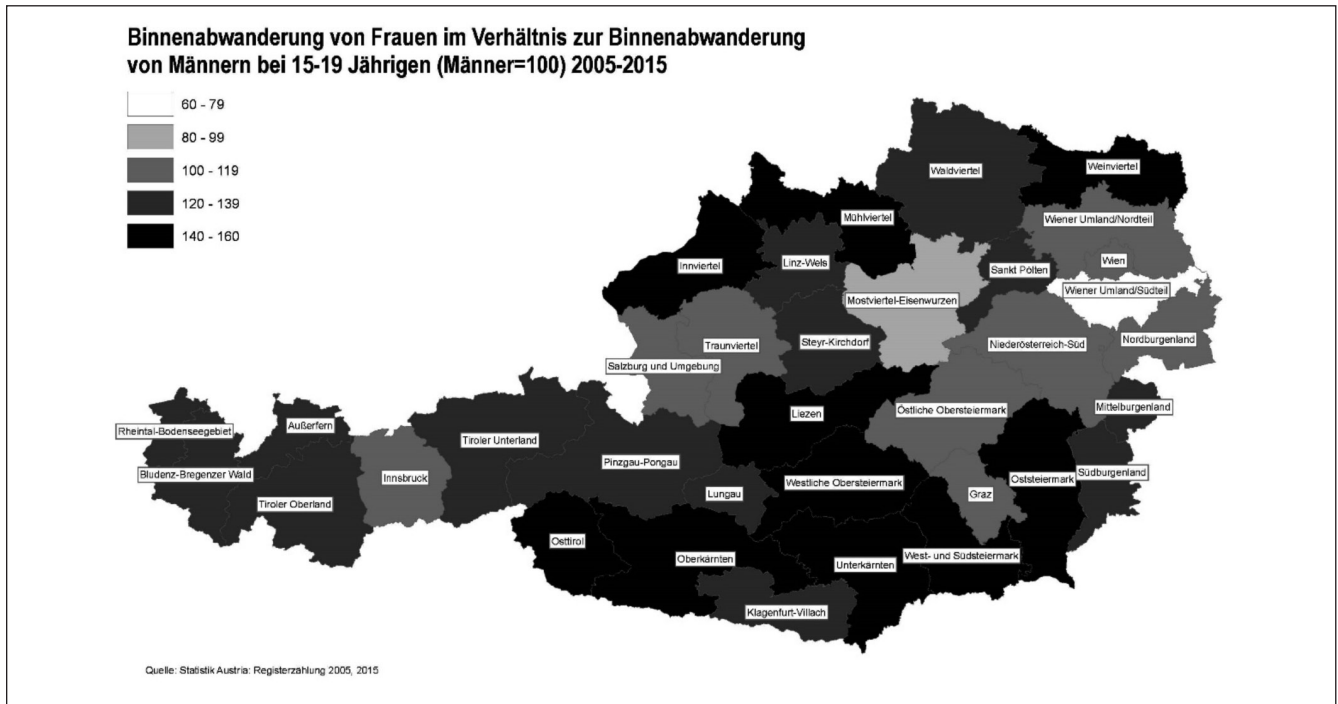 Binnenabwanderung von Frauen im Verhältnis zur Binnenabwanderung
von Männern bei 15-19 Jährigen (Männer=100) 2005-2015
60 - 79
80 - 99
100 - 119
120 - 139
140 - 160
Waldviertel
Weinviertel
Mühlviertel
Wiener Umland/Nordteil
Innviertel
Linz-Wels
Sankt Pölten
Wien
Wiener Umland/Südteil
Mostviertel-Eisenwurzen
Traunviertel
Steyr-Kirchdorf
Niederösterreich-Süd
Nordburgenland
Salzburg und Umgebung
Liezen
Östliche Obersteiermark
Mittelburgenland
Rheintal-Bodenseegebiet
Außerfern
Tiroler Unterland
Pinzgau-Pongau
Bludenz-Bregenzer Wald
Innsbruck
Westliche Obersteiermark
Oststeiermark
Südburgenland
Lungau
Graz
Tiroler Oberland
Osttirol
Oberkärnten
Unterkärnten
West- und Südsteiermark
Klagenfurt-Villach
Quelle: Statistik Austria: Registerzählung 2005, 2015